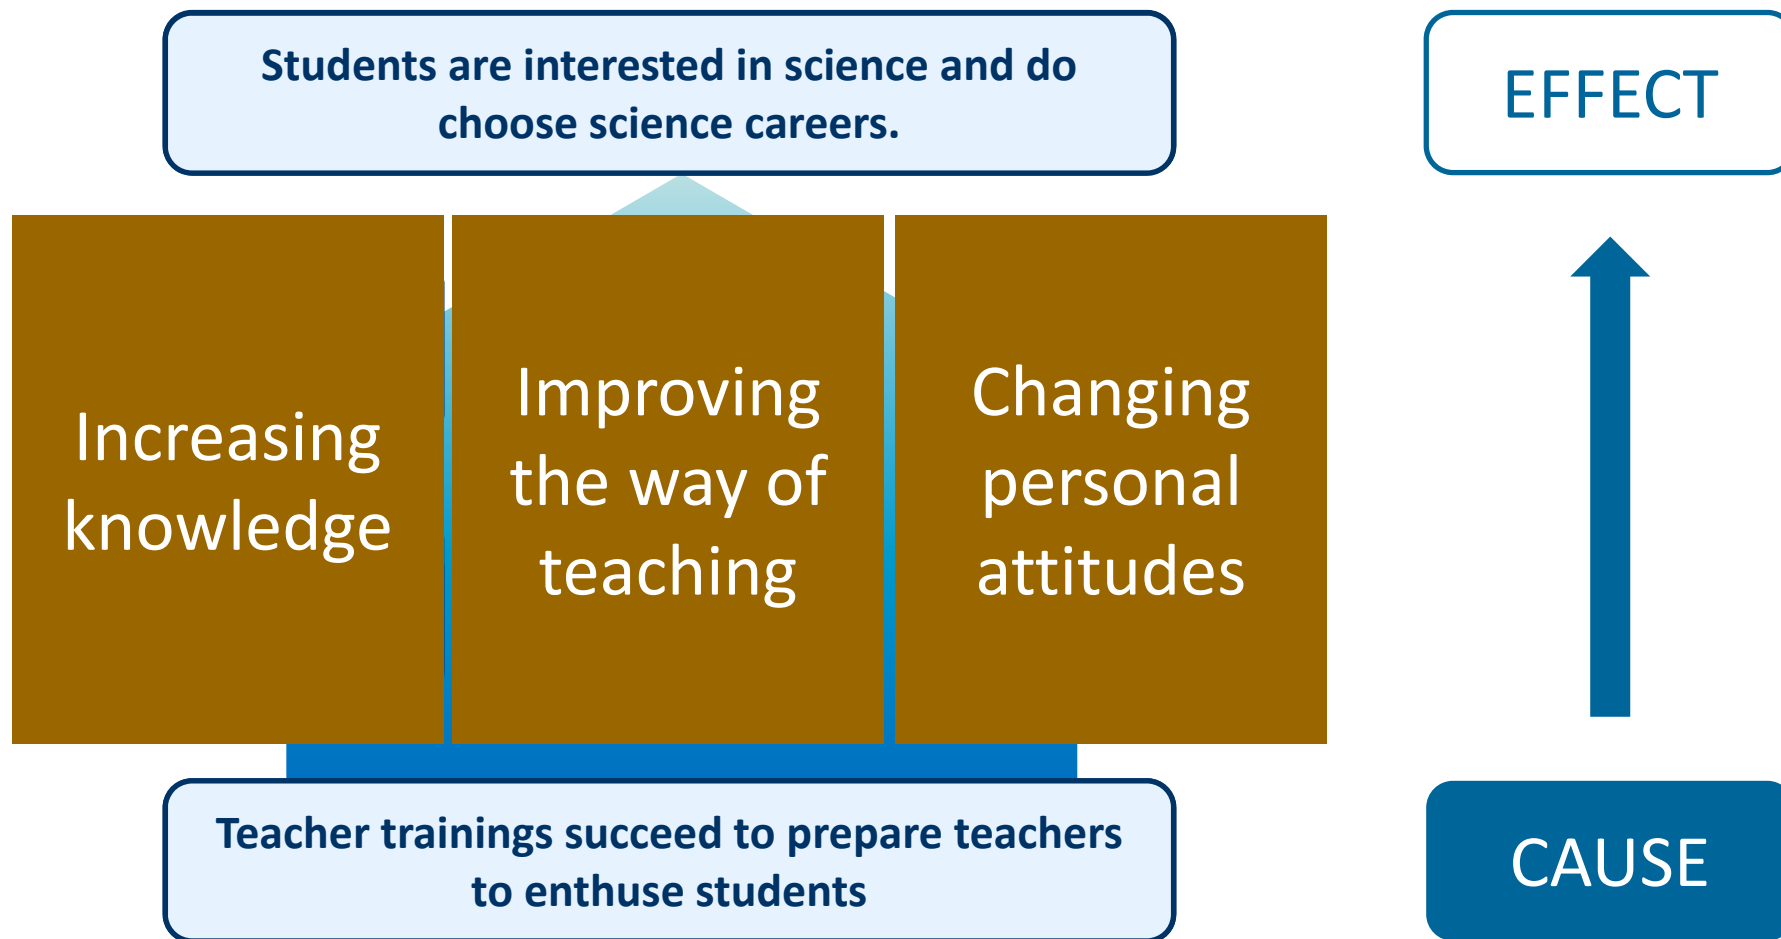 Students are interested in science and do
choose science careers.
EFFECT
Increasing
knowledge
Improving
the way of
teaching
Changing
personal
attitudes
Teacher trainings succeed to prepare teachers
to enthuse students
CAUSE